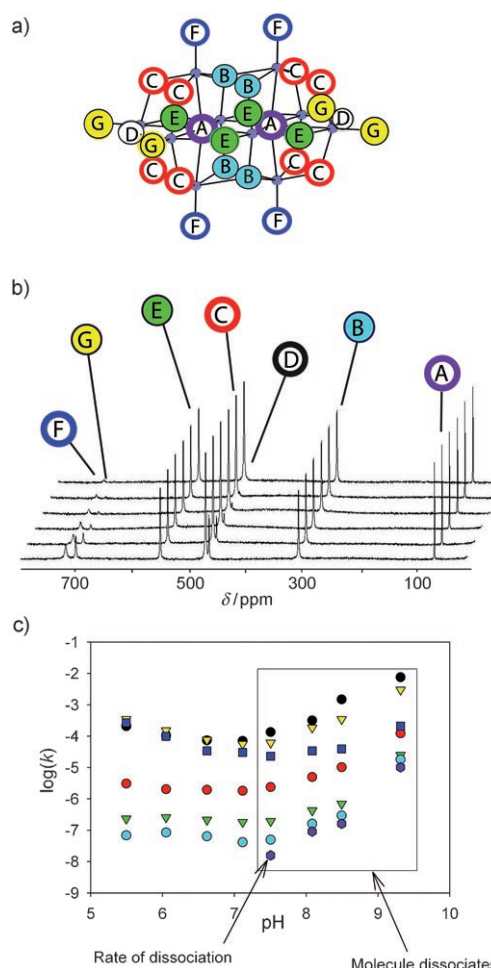 a)
F F
C B C
C B C
G E E G D
D A A G
G E E
C B C
C B C
F F
b)
E C D B A
G
F
700 500 300 100
δ/ppm
c)
-1
-2
-3
-4
-5
-6
-7
-8
-9
log(k)
5 6 7 8 9 10
pH
Rate of dissociation
Molecule dissociates